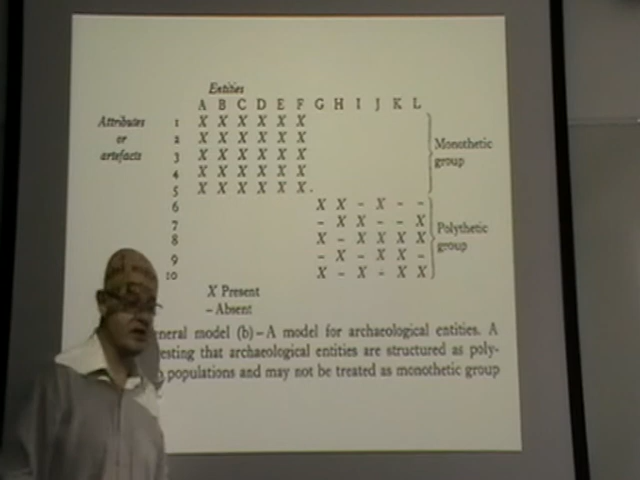 Entities
A B C D E F G H I J K L
Attributes or artefacts
1 X X X X X X
2 X X X X X X
3 X X X X X X
4 X X X X X X
5 X X X X X X.
Monothetic group
6 X X - X - -
7 - X X - - X
8 X - X X X X
9 - X - X X -
10 X - X - X X
Polythetic group
X Present
- Absent
neral model (b) - A model for archaeological entities. A
esting that archaeological entities are structured as poly-
populations and may not be treated as monothetic group